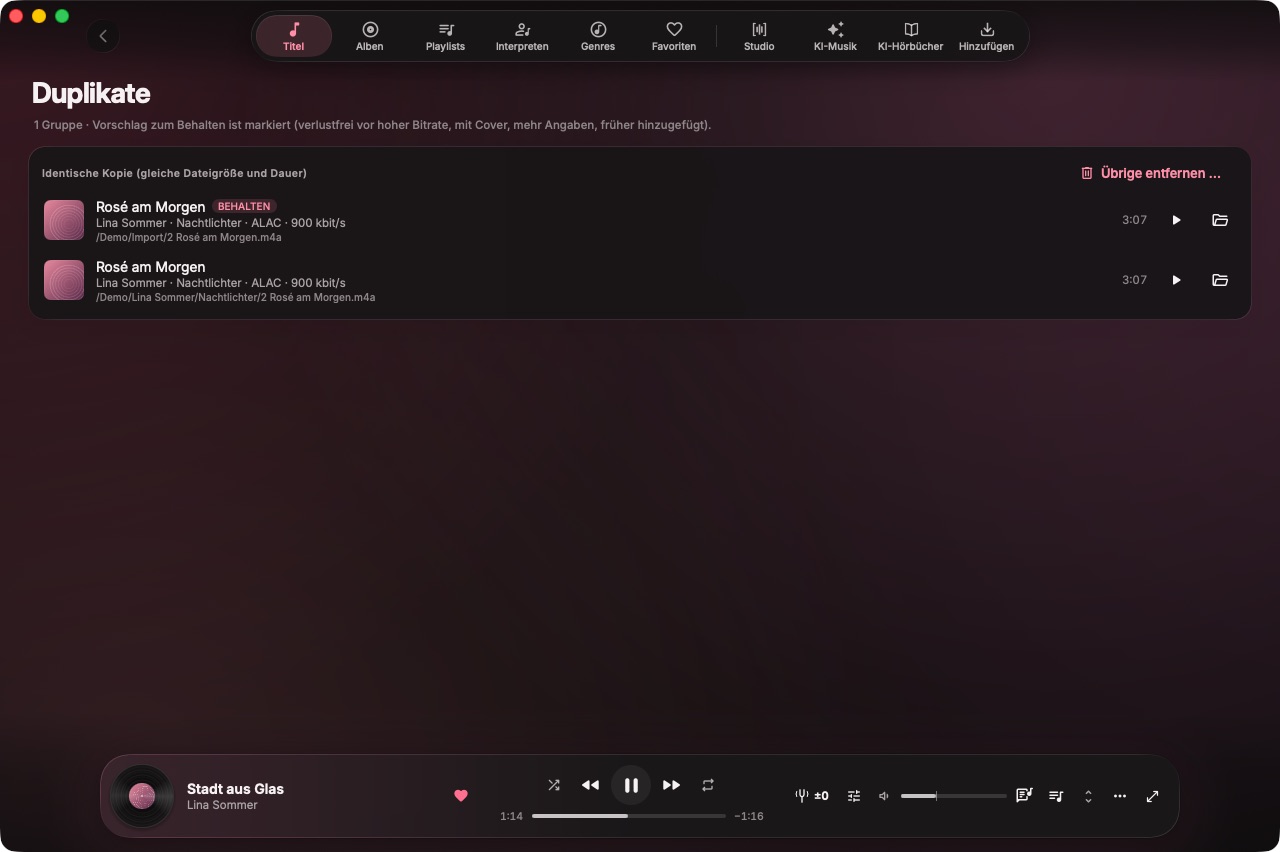 Titel
Alben
Playlists
Interpreten
Genres
Favoriten
Studio
KI-Musik
KI-Hörbücher
Hinzufügen
Duplikate
1 Gruppe · Vorschlag zum Behalten ist markiert (verlustfrei vor hoher Bitrate, mit Cover, mehr Angaben, früher hinzugefügt).
Identische Kopie (gleiche Dateigröße und Dauer)
Übrige entfernen ...
Rosé am Morgen BEHALTEN
Lina Sommer · Nachtlichter · ALAC · 900 kbit/s
/Demo/Import/2 Rosé am Morgen.m4a
3:07
Rosé am Morgen
Lina Sommer · Nachtlichter · ALAC · 900 kbit/s
/Demo/Lina Sommer/Nachtlichter/2 Rosé am Morgen.m4a
3:07
Stadt aus Glas
Lina Sommer
1:14
−1:16
±0